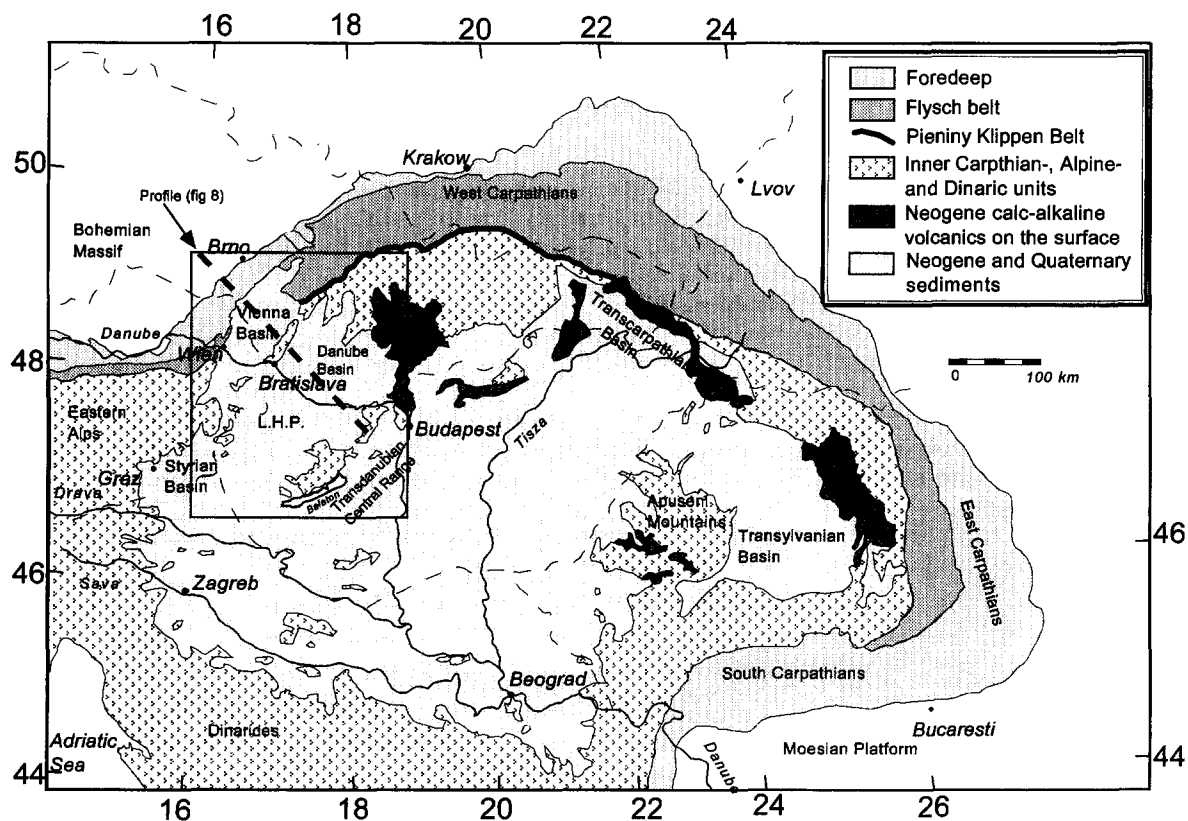 16 18 20 22 24
Foredeep
Flysch belt
Pieniny Klippen Belt
Inner Carpthian-, Alpine-
and Dinaric units
Neogene calc-alkaline
volcanics on the surface
Neogene and Quaternary
sediments
50
Krakow
Lvov
West Carpathians
Profile (fig 8)
Bohemian
Massif
Brno
Vienna
Basin
Danube
Wien
48
Danube
Basin
Bratislava
Transcarpathian
Basin
0 100 km
Eastern
Alps
L.H.P.
Budapest
Tisza
Styrian
Basin
Graz
Balaton
Transdanubian
Central Range
Drava
Apuseni
Mountains
Transylvanian
Basin
East Carpathians
46
46
Sava
Zagreb
Beograd
South Carpathians
Dinarides
Bucaresti
Adriatic
Sea
Moesian Platform
Danube
44
44
16 18 20 22 24 26